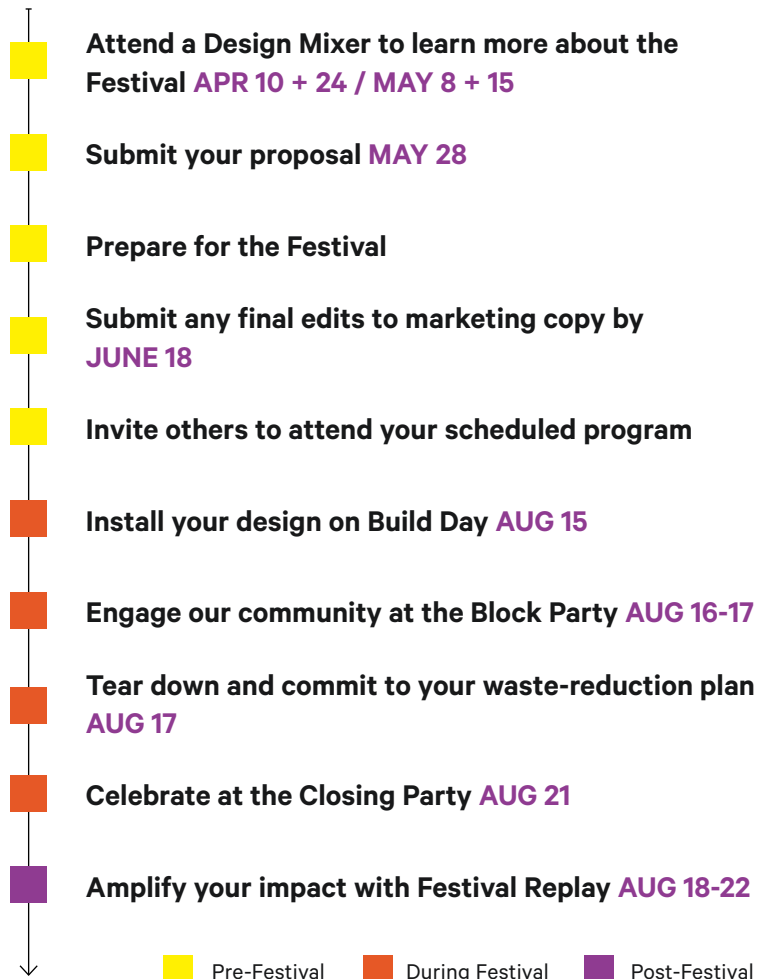 Attend a Design Mixer to learn more about the
Festival APR 10 + 24 / MAY 8 + 15
Submit your proposal MAY 28
Prepare for the Festival
Submit any final edits to marketing copy by
JUNE 18
Invite others to attend your scheduled program
Install your design on Build Day AUG 15
Engage our community at the Block Party AUG 16-17
Tear down and commit to your waste-reduction plan
AUG 17
Celebrate at the Closing Party AUG 21
Amplify your impact with Festival Replay AUG 18-22
Pre-Festival During Festival Post-Festival